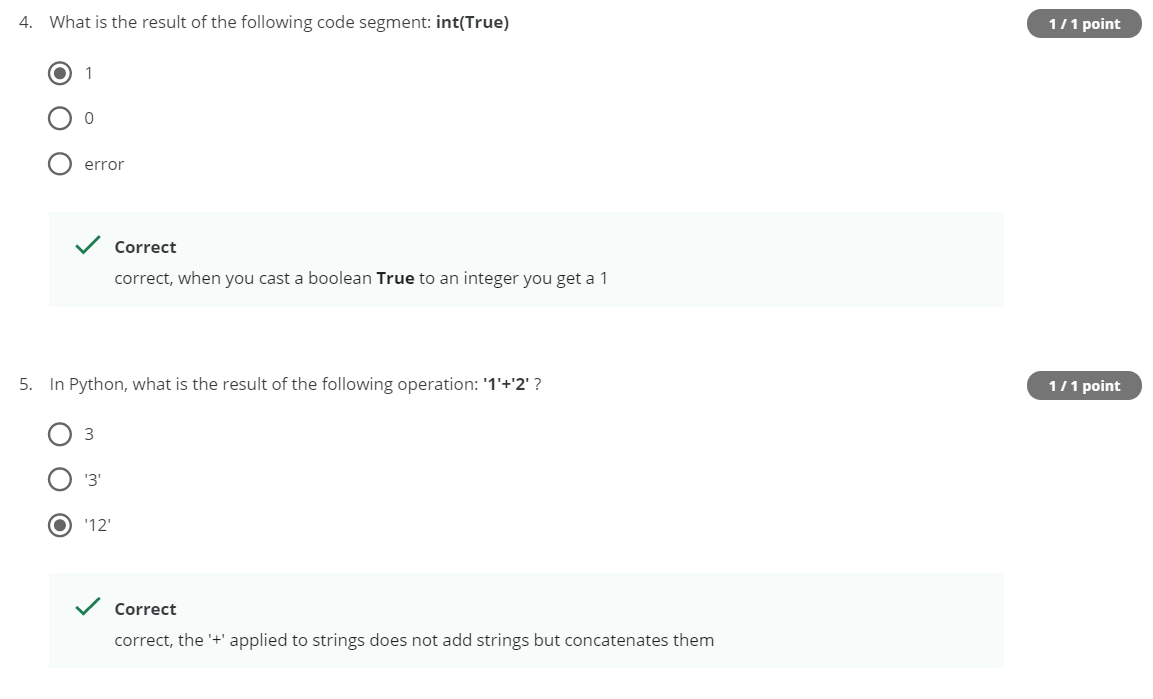 4. What is the result of the following code segment: int(True)
1 / 1 point
1
0
error
Correct
correct, when you cast a boolean True to an integer you get a 1
5. In Python, what is the result of the following operation: '1'+'2' ?
1 / 1 point
3
'3'
'12'
Correct
correct, the '+' applied to strings does not add strings but concatenates them